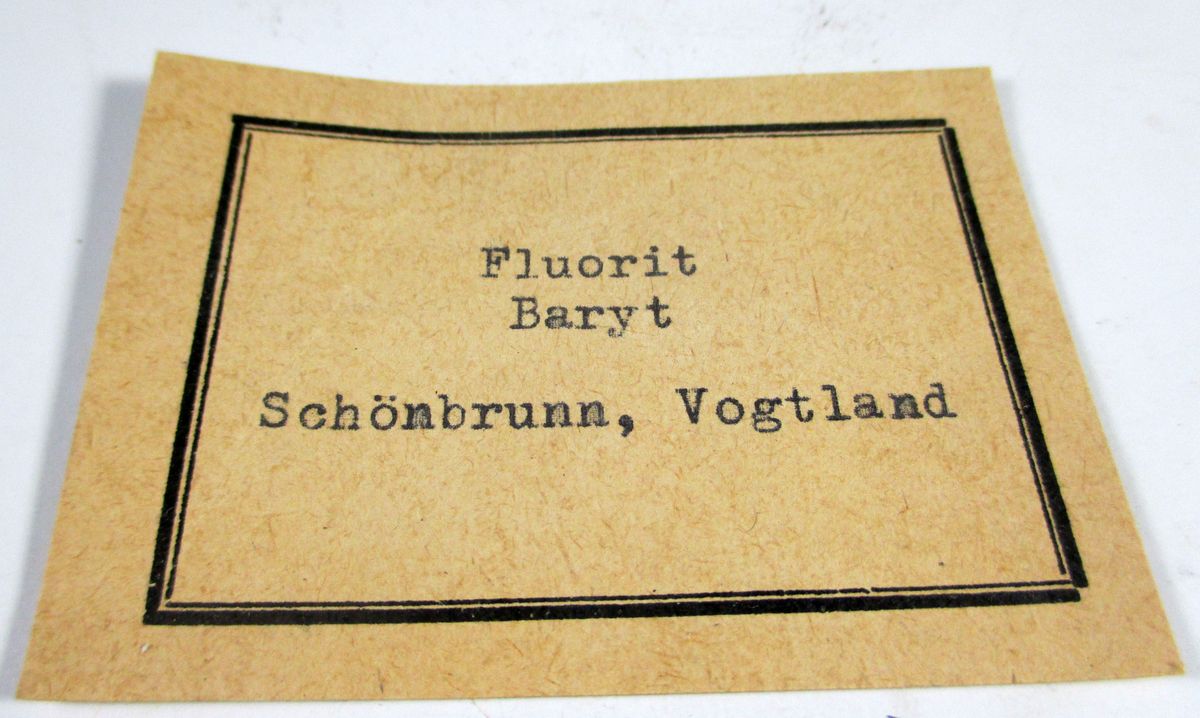 Fluorit
Baryt
Schönbrunn, Vogtland